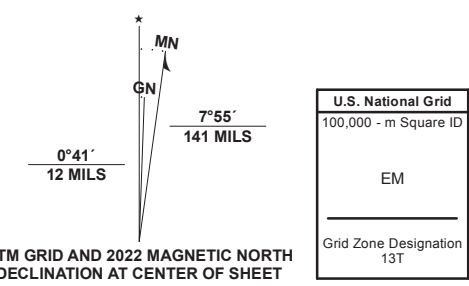 ★
MN
GN
7°55´
141 MILS
0°41´
12 MILS
TM GRID AND 2022 MAGNETIC NORTH
DECLINATION AT CENTER OF SHEET
U.S. National Grid
100,000 - m Square ID
EM
Grid Zone Designation
13T